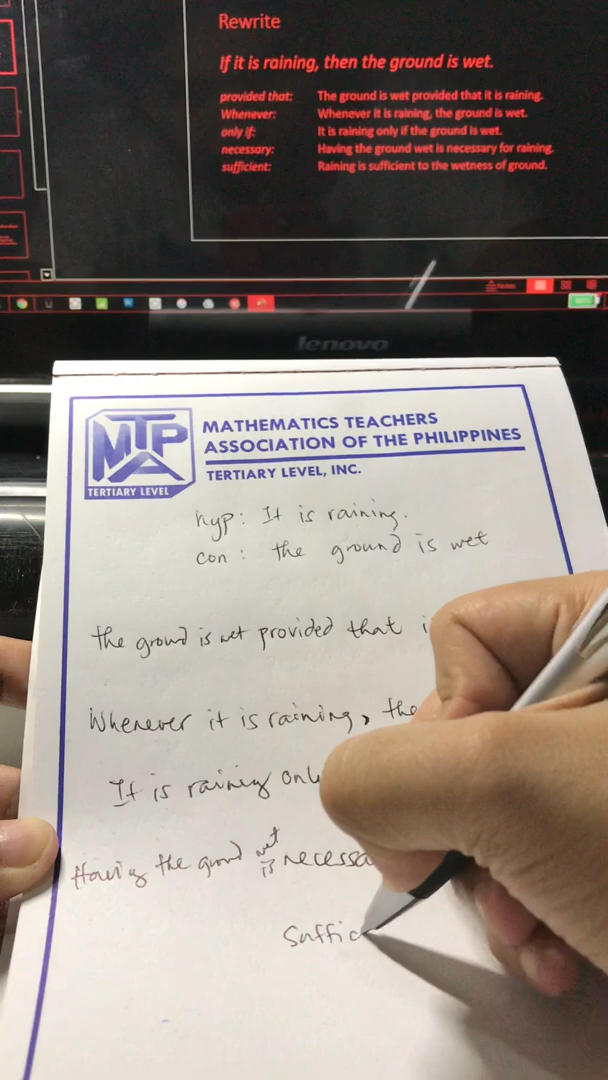 Rewrite
If it is raining, then the ground is wet.
provided that: The ground is wet provided that it is raining.
Whenever: Whenever it is raining, the ground is wet.
only if: It is raining only if the ground is wet.
necessary: Having the ground wet is necessary for raining.
sufficient: Raining is sufficient to the wetness of ground.
lenovo
MTPA
TERTIARY LEVEL
MATHEMATICS TEACHERS
ASSOCIATION OF THE PHILIPPINES
TERTIARY LEVEL, INC.
hyp: It is raining.
con: the ground is wet
the ground is wet provided that i
Whenever it is raining, the
It is raining only
Having the ground wet is necessa
Suffic